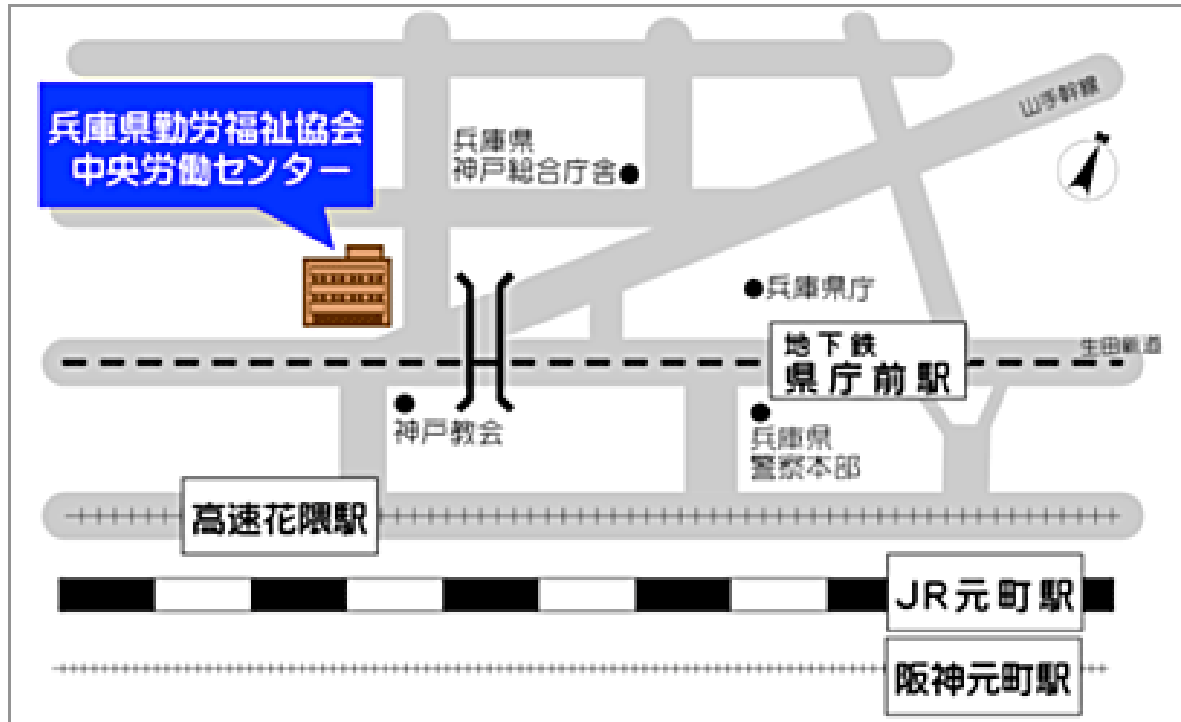 山手幹線
兵庫県勤労福祉協会
中央労働センター
兵庫県
神戸総合庁舎
兵庫県庁
地下鉄
県庁前駅
生田新道
神戸教会
兵庫県
警察本部
高速花隈駅
JR元町駅
阪神元町駅